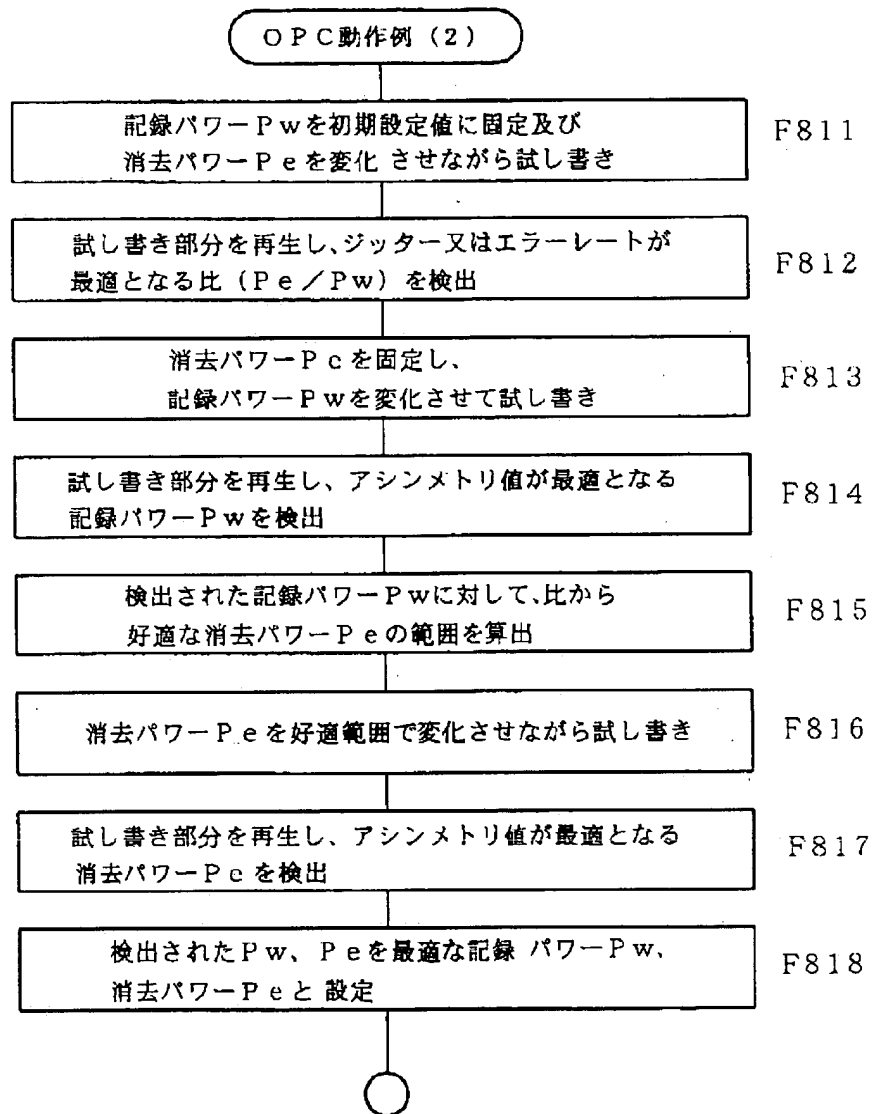 OPC動作例(2)
記録パワーPwを初期設定値に固定及び
消去パワーPeを変化 させながら試し書き
F811
試し書き部分を再生し、ジッター又はエラーレートが
最適となる比(Pe/Pw)を検出
F812
消去パワーPcを固定し、
記録パワーPwを変化させて試し書き
F813
試し書き部分を再生し、アシンメトリ値が最適となる
記録パワーPwを検出
F814
検出された記録パワーPwに対して、比から
好適な消去パワーPeの範囲を算出
F815
消去パワーPeを好適範囲で変化させながら試し書き
F816
試し書き部分を再生し、アシンメトリ値が最適となる
消去パワーPcを検出
F817
検出されたPw、Peを最適な記録 パワーPw、
消去パワーPeと 設定
F818